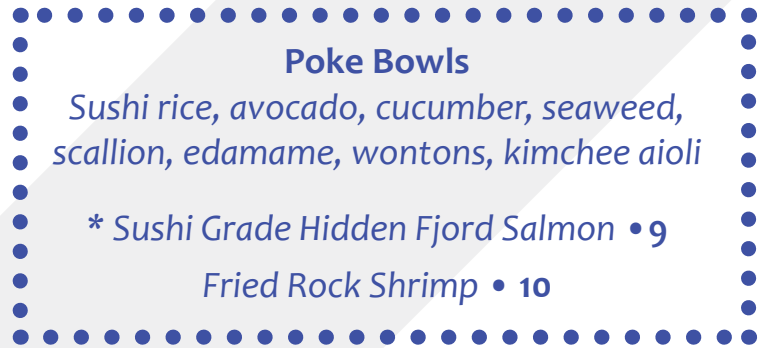 Poke Bowls
Sushi rice, avocado, cucumber, seaweed,
scallion, edamame, wontons, kimchee aioli
* Sushi Grade Hidden Fjord Salmon • 9
Fried Rock Shrimp • 10